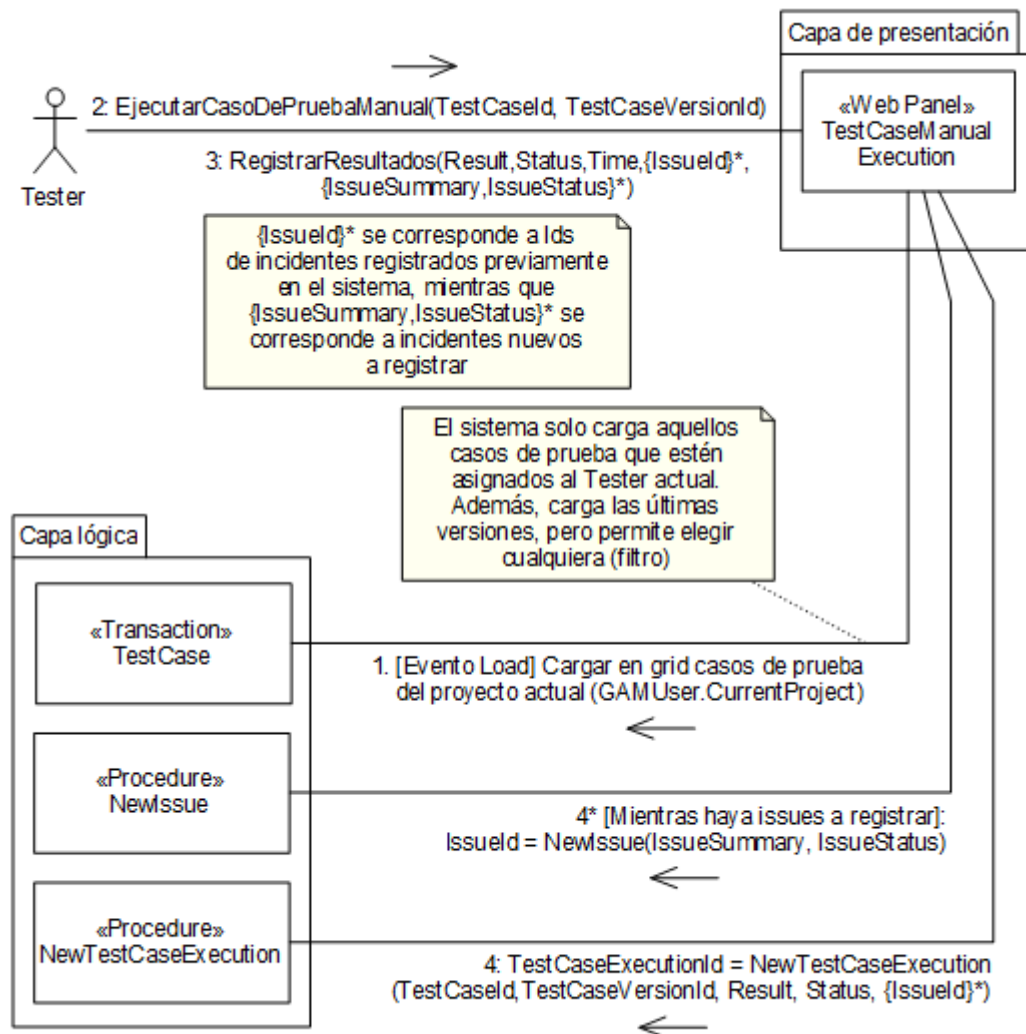 Capa de presentación
«Web Panel»
TestCaseManual
Execution
2: EjecutarCasoDePruebaManual(TestCaseId, TestCaseVersionId)
Tester
3: RegistrarResultados(Result,Status,Time,{IssueId}*,
{IssueSummary,IssueStatus}*)
{IssueId}* se corresponde a Ids
de incidentes registrados previamente
en el sistema, mientras que
{IssueSummary,IssueStatus}* se
corresponde a incidentes nuevos
a registrar
El sistema solo carga aquellos
casos de prueba que estén
asignados al Tester actual.
Además, carga las últimas
versiones, pero permite elegir
cualquiera (filtro)
Capa lógica
«Transaction»
TestCase
1. [Evento Load] Cargar en grid casos de prueba
del proyecto actual (GAMUser.CurrentProject)
«Procedure»
NewIssue
4* [Mientras haya issues a registrar]:
IssueId = NewIssue(IssueSummary, IssueStatus)
«Procedure»
NewTestCaseExecution
4: TestCaseExecutionId = NewTestCaseExecution
(TestCaseId,TestCaseVersionId, Result, Status, {IssueId}*)